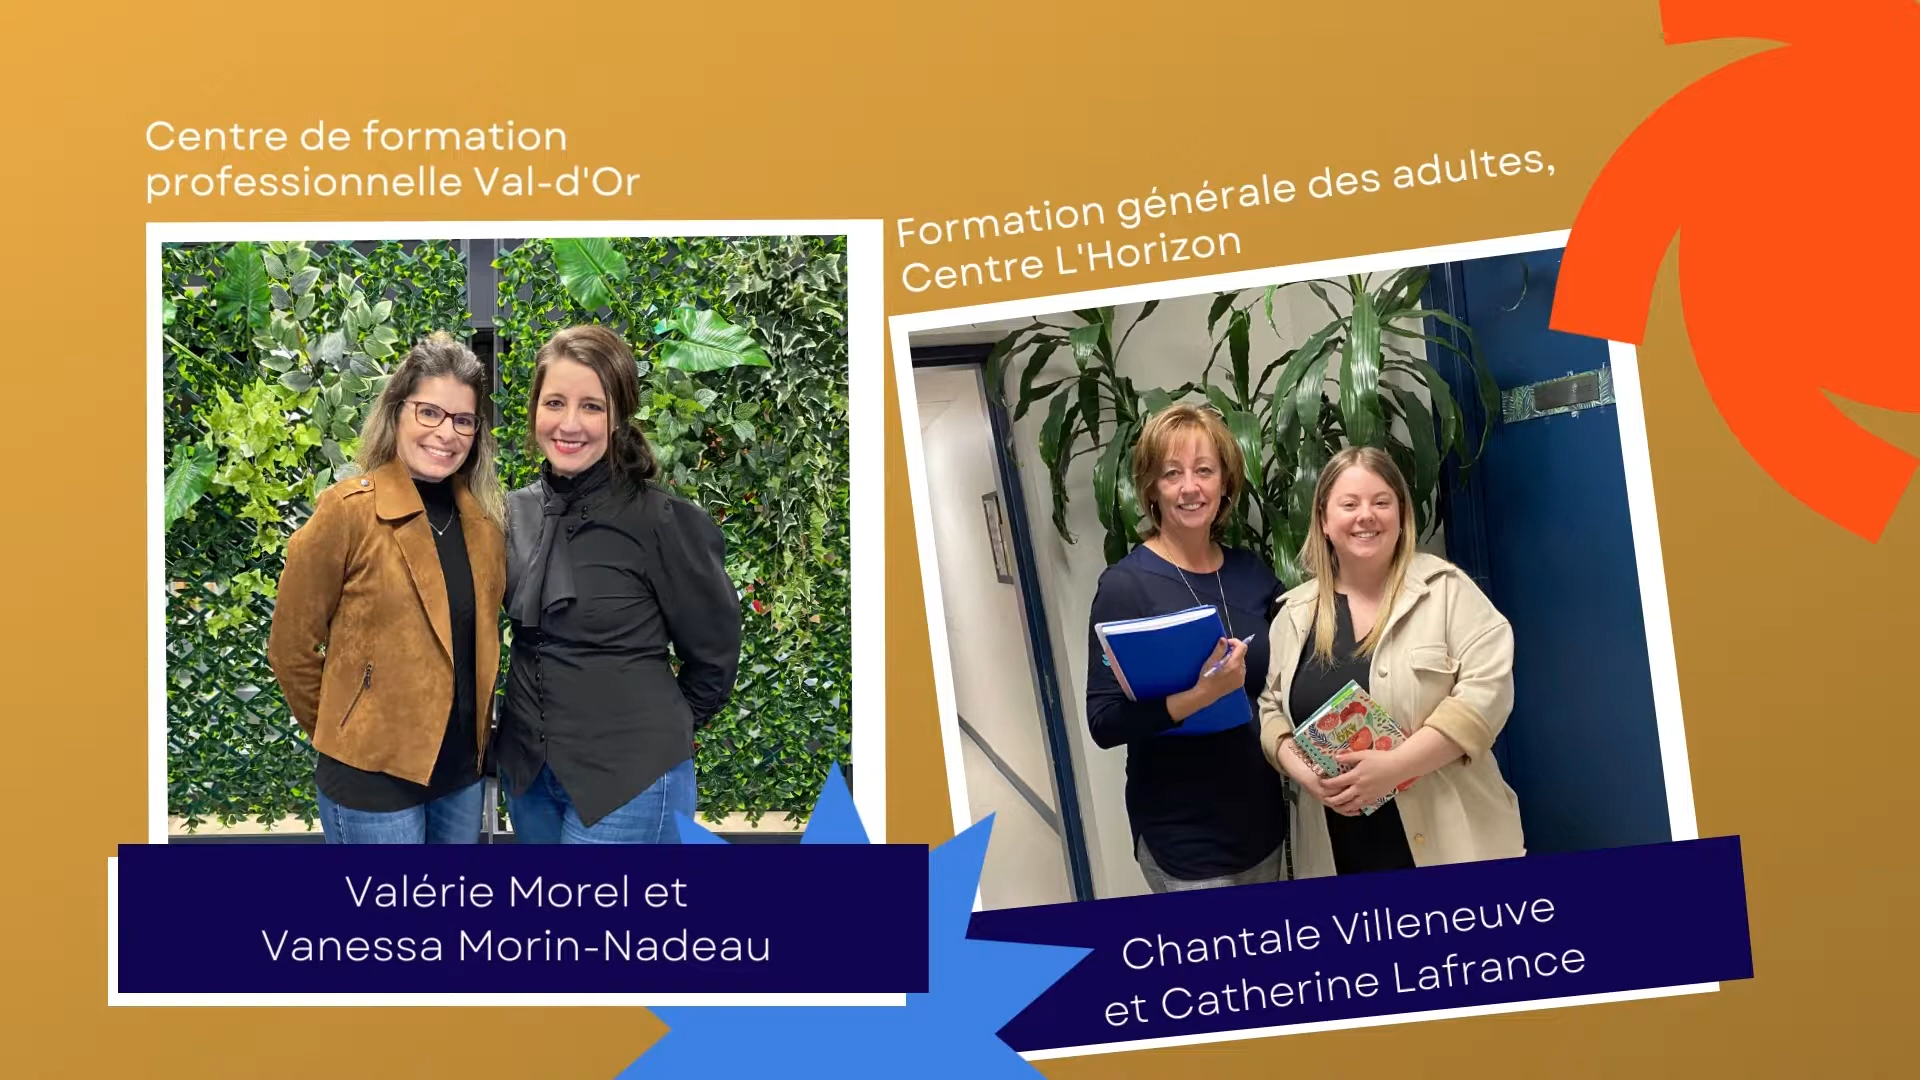 Centre de formation
professionnelle Val-d'Or
Valérie Morel et
Vanessa Morin-Nadeau
Formation générale des adultes,
Centre L'Horizon
Chantale Villeneuve
et Catherine Lafrance